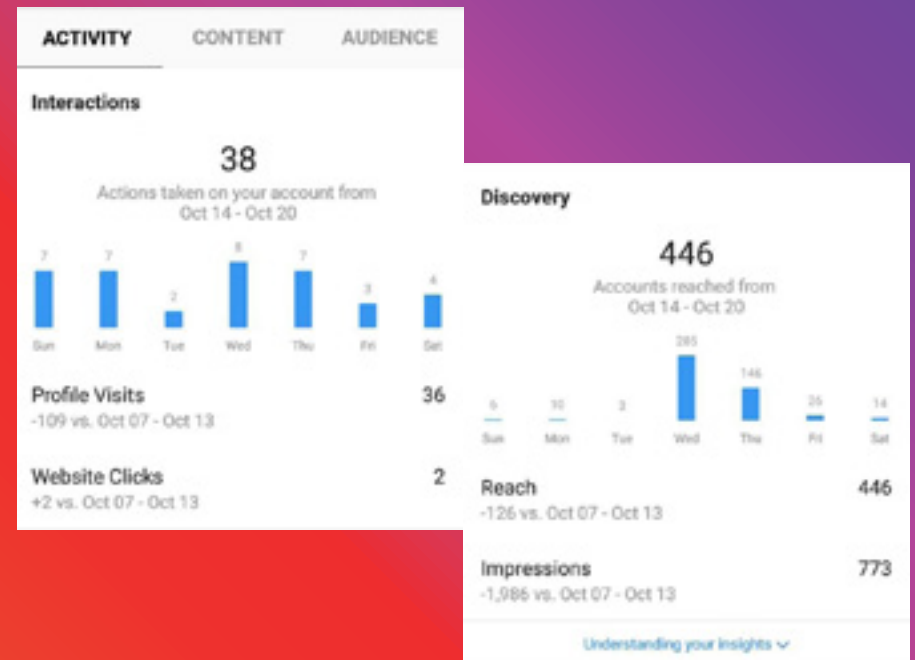 ACTIVITY CONTENT AUDIENCE
Interactions
38
Actions taken on your account from
Oct 14 - Oct 20
7 7 2 8 7 3 4
Sun Mon Tue Wed Thu Fri Sat
Profile Visits 36
-109 vs. Oct 07 - Oct 13
Website Clicks 2
+2 vs. Oct 07 - Oct 13
Discovery
446
Accounts reached from
Oct 14 - Oct 20
6 10 3 285 146 26 14
Sun Mon Tue Wed Thu Fri Sat
Reach 446
-126 vs. Oct 07 - Oct 13
Impressions 773
-1,986 vs. Oct 07 - Oct 13
Understanding your insights